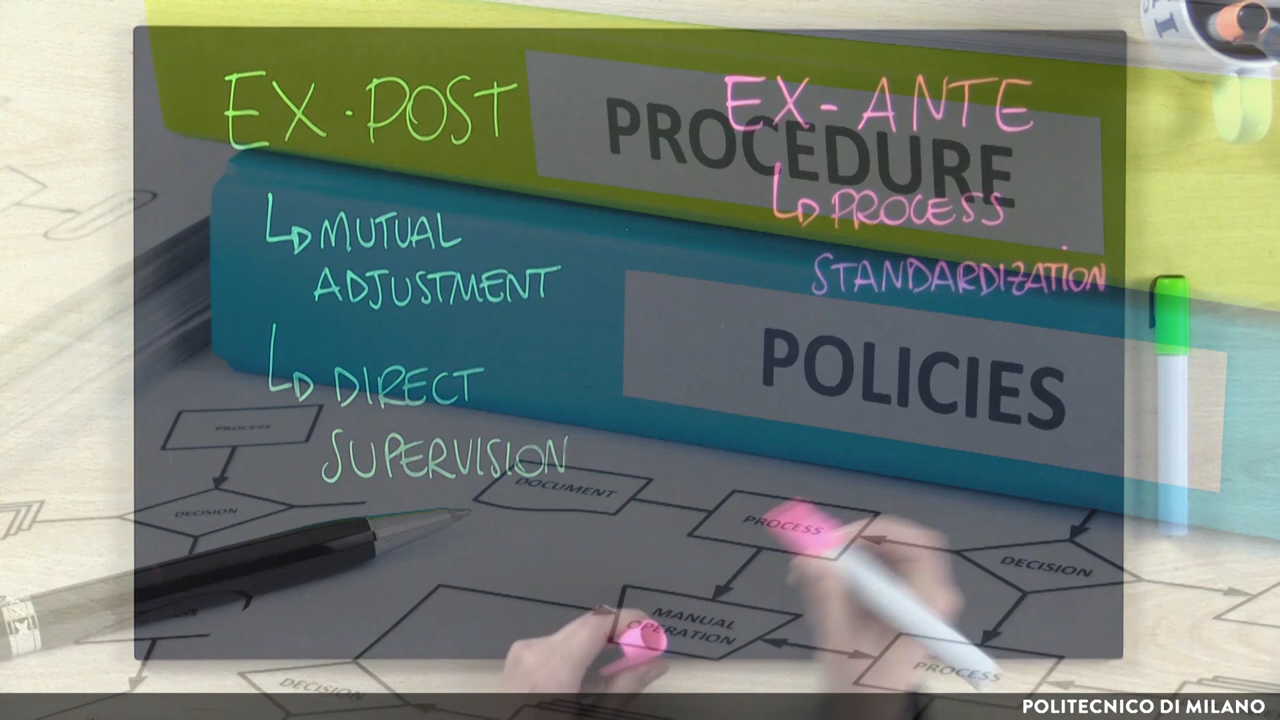 EX-POST
EX-ANTE
PROCEDURE
↳ PROCESS
STANDARDIZATION
↳ MUTUAL
ADJUSTMENT
POLICIES
↳ DIRECT
SUPERVISION
PROCESS
DOCUMENT
DECISION
PROCESS
DECISION
MANUAL
OPERATION
PROCESS
DECISION
POLITECNICO DI MILANO